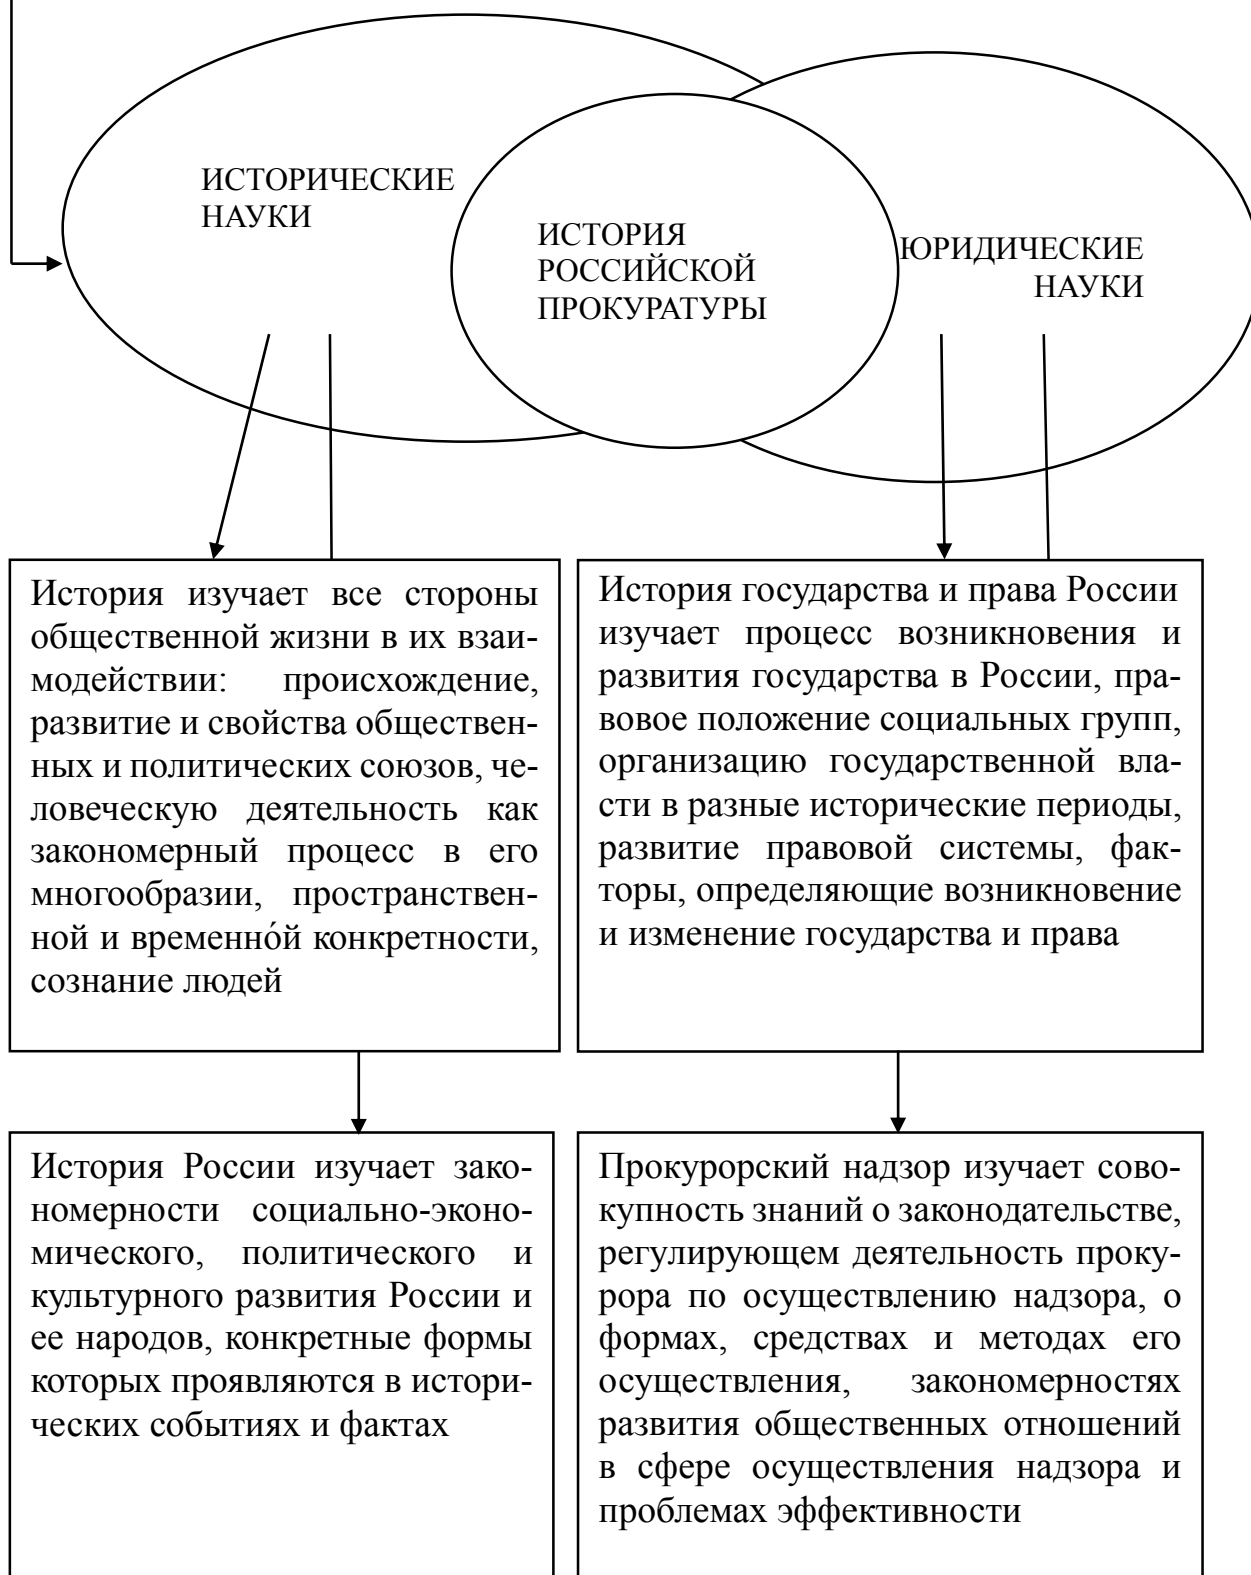 ИСТОРИЧЕСКИЕ
НАУКИ
ИСТОРИЯ
РОССИЙСКОЙ
ПРОКУРАТУРЫ
ЮРИДИЧЕСКИЕ
НАУКИ
История изучает все стороны
общественной жизни в их взаи-
модействии: происхождение,
развитие и свойства обществен-
ных и политических союзов, че-
ловеческую деятельность как
закономерный процесс в его
многообразии, пространствен-
ной и временно́й конкретности,
сознание людей
История государства и права России
изучает процесс возникновения и
развития государства в России, пра-
вовое положение социальных групп,
организацию государственной вла-
сти в разные исторические периоды,
развитие правовой системы, фак-
торы, определяющие возникновение
и изменение государства и права
История России изучает зако-
номерности социально-эконо-
мического, политического и
культурного развития России и
ее народов, конкретные формы
которых проявляются в истори-
ческих событиях и фактах
Прокурорский надзор изучает сово-
купность знаний о законодательстве,
регулирующем деятельность проку-
рора по осуществлению надзора, о
формах, средствах и методах его
осуществления, закономерностях
развития общественных отношений
в сфере осуществления надзора и
проблемах эффективности